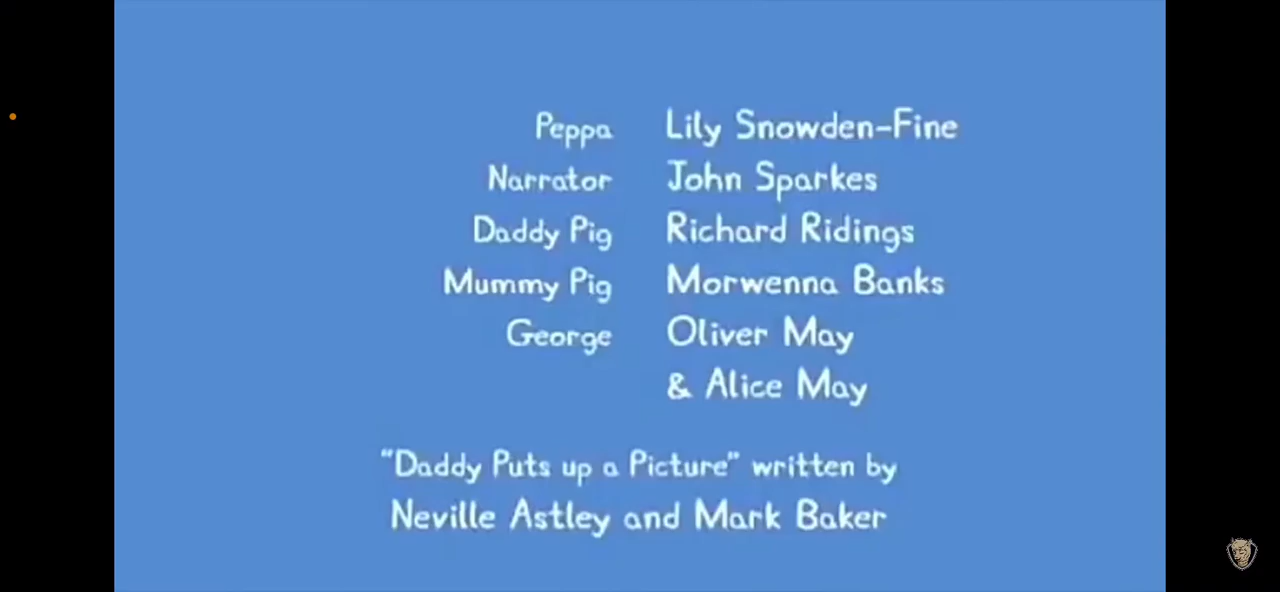 Peppa Lily Snowden-Fine
Narrator John Sparkes
Daddy Pig Richard Ridings
Mummy Pig Morwenna Banks
George Oliver May
& Alice May
"Daddy Puts up a Picture" written by
Neville Astley and Mark Baker